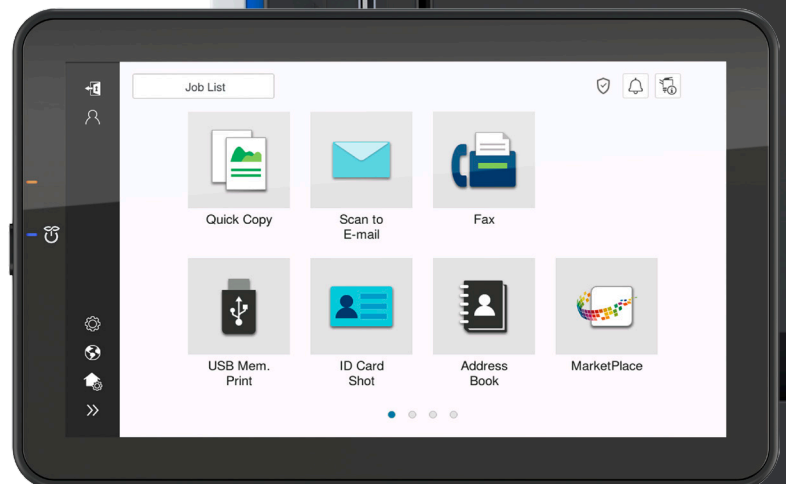 Job List
Quick Copy
Scan to
E-mail
Fax
USB Mem.
Print
ID Card
Shot
Address
Book
MarketPlace